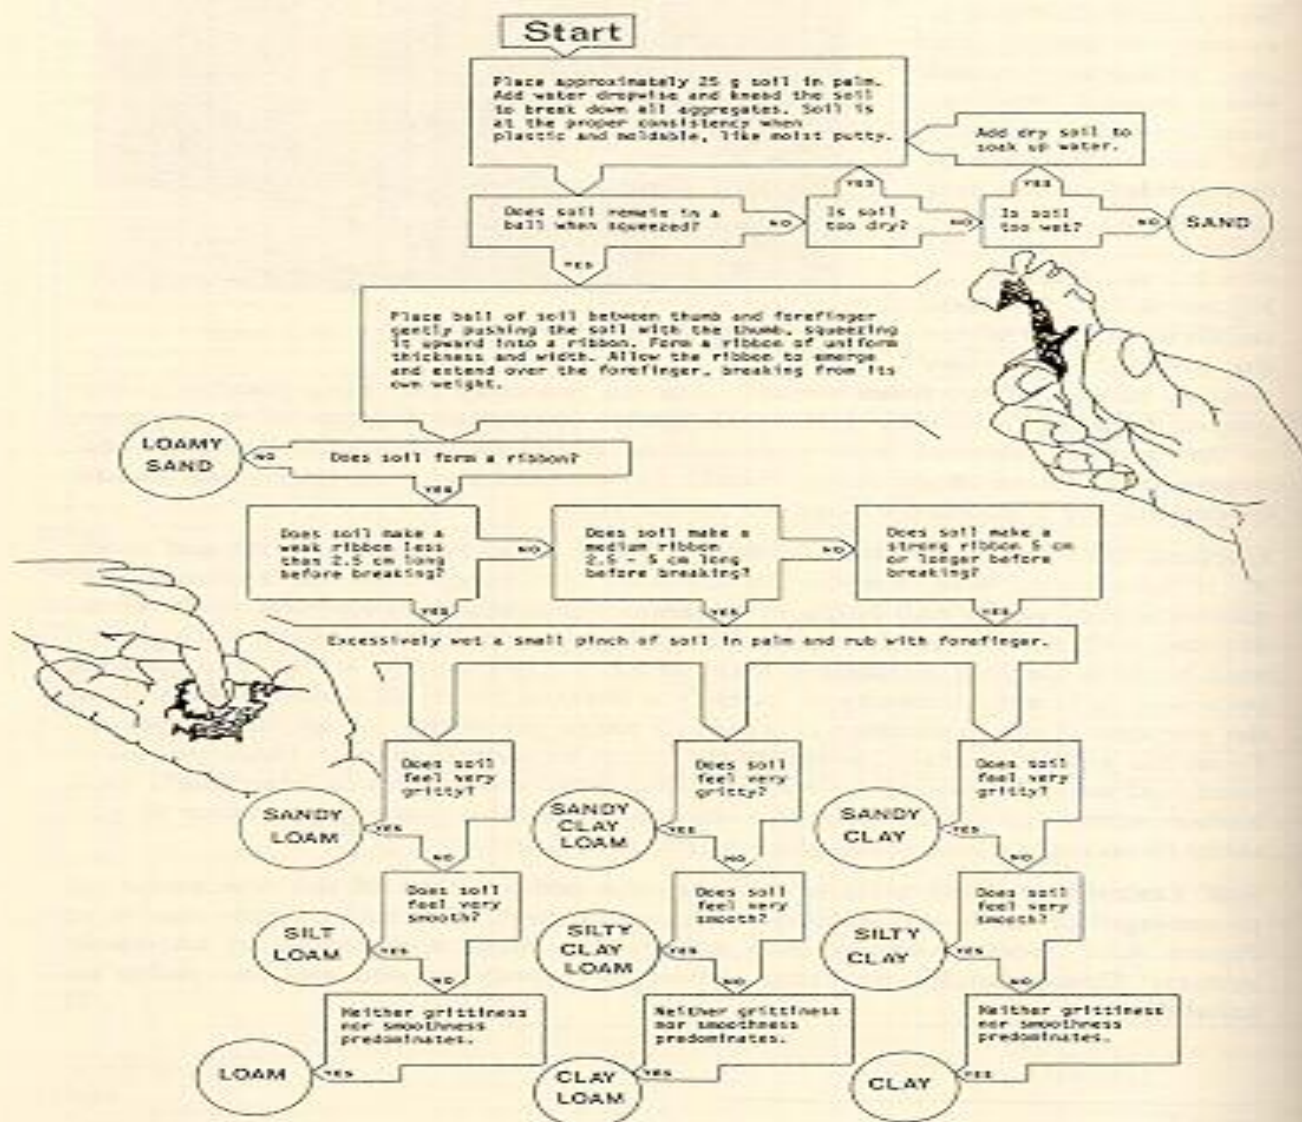 Start
Place approximately 25 g soil in palm.
Add water dropwise and knead the soil
to break down all aggregates. Soil is
at the proper consistency when
plastic and moldable, like moist putty.
Add dry soil to
soak up water.
YES
YES
Does soil remain in a
ball when squeezed?
NO
Is soil
too dry?
NO
Is soil
too wet?
NO
SAND
YES
Place ball of soil between thumb and forefinger
gently pushing the soil with the thumb, squeezing
it upward into a ribbon. Form a ribbon of uniform
thickness and width. Allow the ribbon to emerge
and extend over the forefinger, breaking from its
own weight.
LOAMY
SAND
NO
Does soil form a ribbon?
YES
Does soil make a
weak ribbon less
than 2.5 cm long
before breaking?
NO
Does soil make a
medium ribbon
2.5 - 5 cm long
before breaking?
NO
Does soil make a
strong ribbon 5 cm
or longer before
breaking?
YES
YES
YES
Excessively wet a small pinch of soil in palm and rub with forefinger.
Does soil
feel very
gritty?
SANDY
LOAM
YES
NO
Does soil
feel very
gritty?
SANDY
CLAY
LOAM
YES
NO
Does soil
feel very
gritty?
SANDY
CLAY
YES
NO
Does soil
feel very
smooth?
SILT
LOAM
YES
NO
Does soil
feel very
smooth?
SILTY
CLAY
LOAM
YES
NO
Does soil
feel very
smooth?
SILTY
CLAY
YES
NO
Neither grittiness
nor smoothness
predominates.
LOAM
YES
Neither grittiness
nor smoothness
predominates.
CLAY
LOAM
YES
Neither grittiness
nor smoothness
predominates.
CLAY
YES